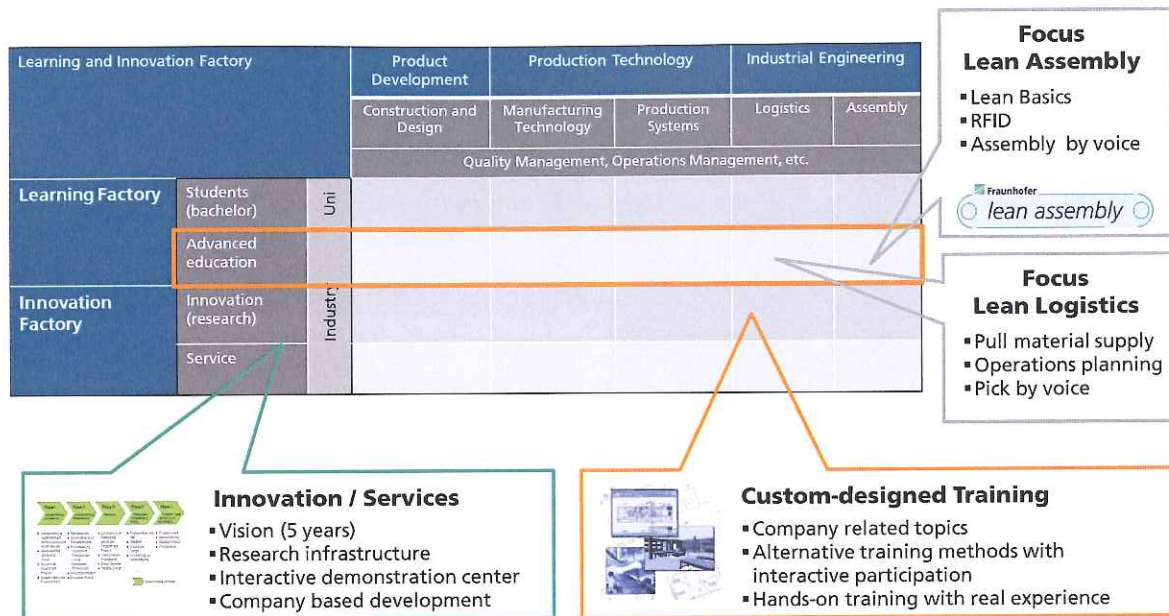 Learning and Innovation Factory
Product
Development
Production Technology
Industrial Engineering
Construction and
Design
Manufacturing
Technology
Production
Systems
Logistics
Assembly
Quality Management, Operations Management, etc.
Learning Factory
Students
(bachelor)
Uni
Advanced
education
Innovation
Factory
Innovation
(research)
Industry
Service
Focus
Lean Assembly
▪ Lean Basics
▪ RFID
▪ Assembly by voice
Fraunhofer
lean assembly
Focus
Lean Logistics
▪ Pull material supply
▪ Operations planning
▪ Pick by voice
Innovation / Services
▪ Vision (5 years)
▪ Research infrastructure
▪ Interactive demonstration center
▪ Company based development
Custom-designed Training
▪ Company related topics
▪ Alternative training methods with
interactive participation
▪ Hands-on training with real experience